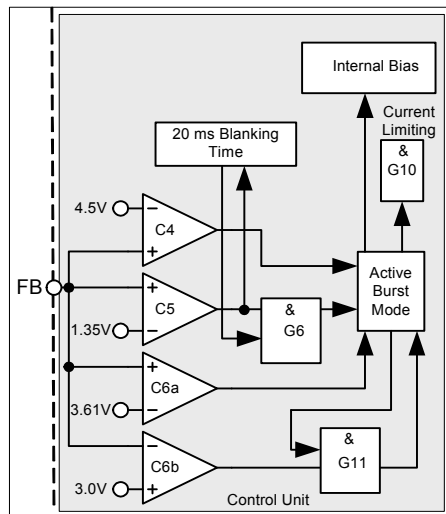 Internal Bias
Current
Limiting
20 ms Blanking
Time
&
G10
4.5V
−
C4
+
FB
+
C5
−
1.35V
&
G6
Active
Burst
Mode
+
C6a
−
3.61V
−
C6b
+
3.0V
&
G11
Control Unit